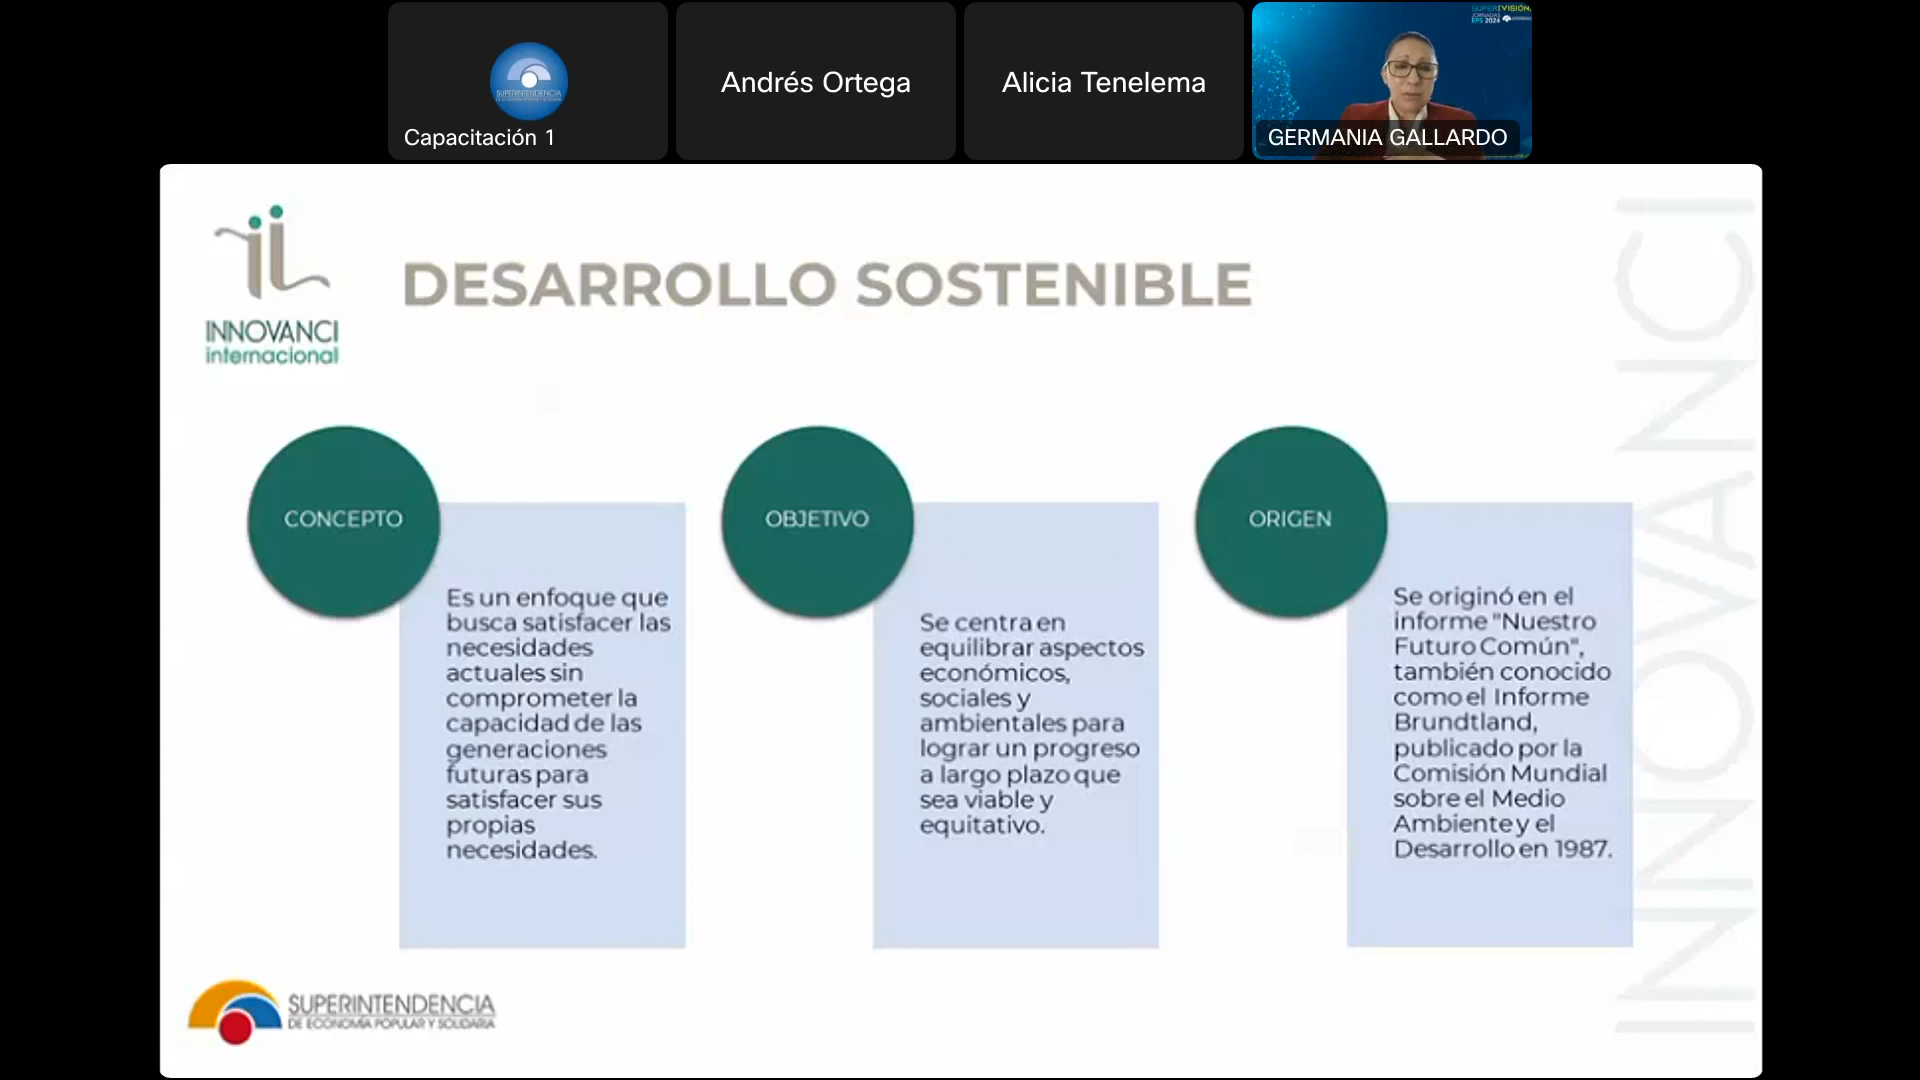 SUPERINTENDENCIA
Capacitación 1
Andrés Ortega
Alicia Tenelema
JORNADAS
EPS 2024
GERMANIA GALLARDO
INNOVANCI
internacional
DESARROLLO SOSTENIBLE
CONCEPTO
Es un enfoque que
busca satisfacer las
necesidades
actuales sin
comprometer la
capacidad de las
generaciones
futuras para
satisfacer sus
propias
necesidades.
OBJETIVO
Se centra en
equilibrar aspectos
económicos,
sociales y
ambientales para
lograr un progreso
a largo plazo que
sea viable y
equitativo.
ORIGEN
Se originó en el
informe "Nuestro
Futuro Común",
también conocido
como el Informe
Brundtland,
publicado por la
Comisión Mundial
sobre el Medio
Ambiente y el
Desarrollo en 1987.
INNOVANCI
SUPERINTENDENCIA
DE ECONOMÍA POPULAR Y SOLIDARIA